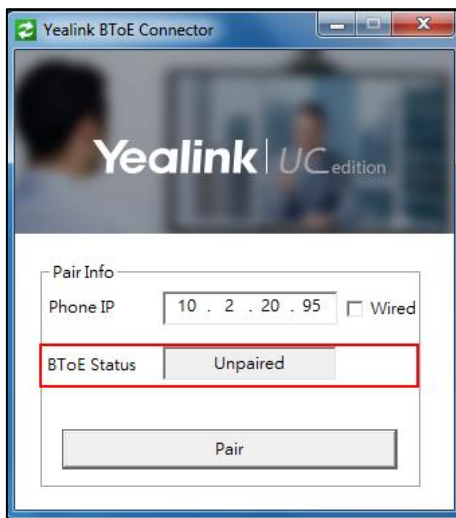 Yealink BToE Connector
Yealink | UC edition
Pair Info
Phone IP 10 . 2 . 20 . 95 Wired
BToE Status Unpaired
Pair